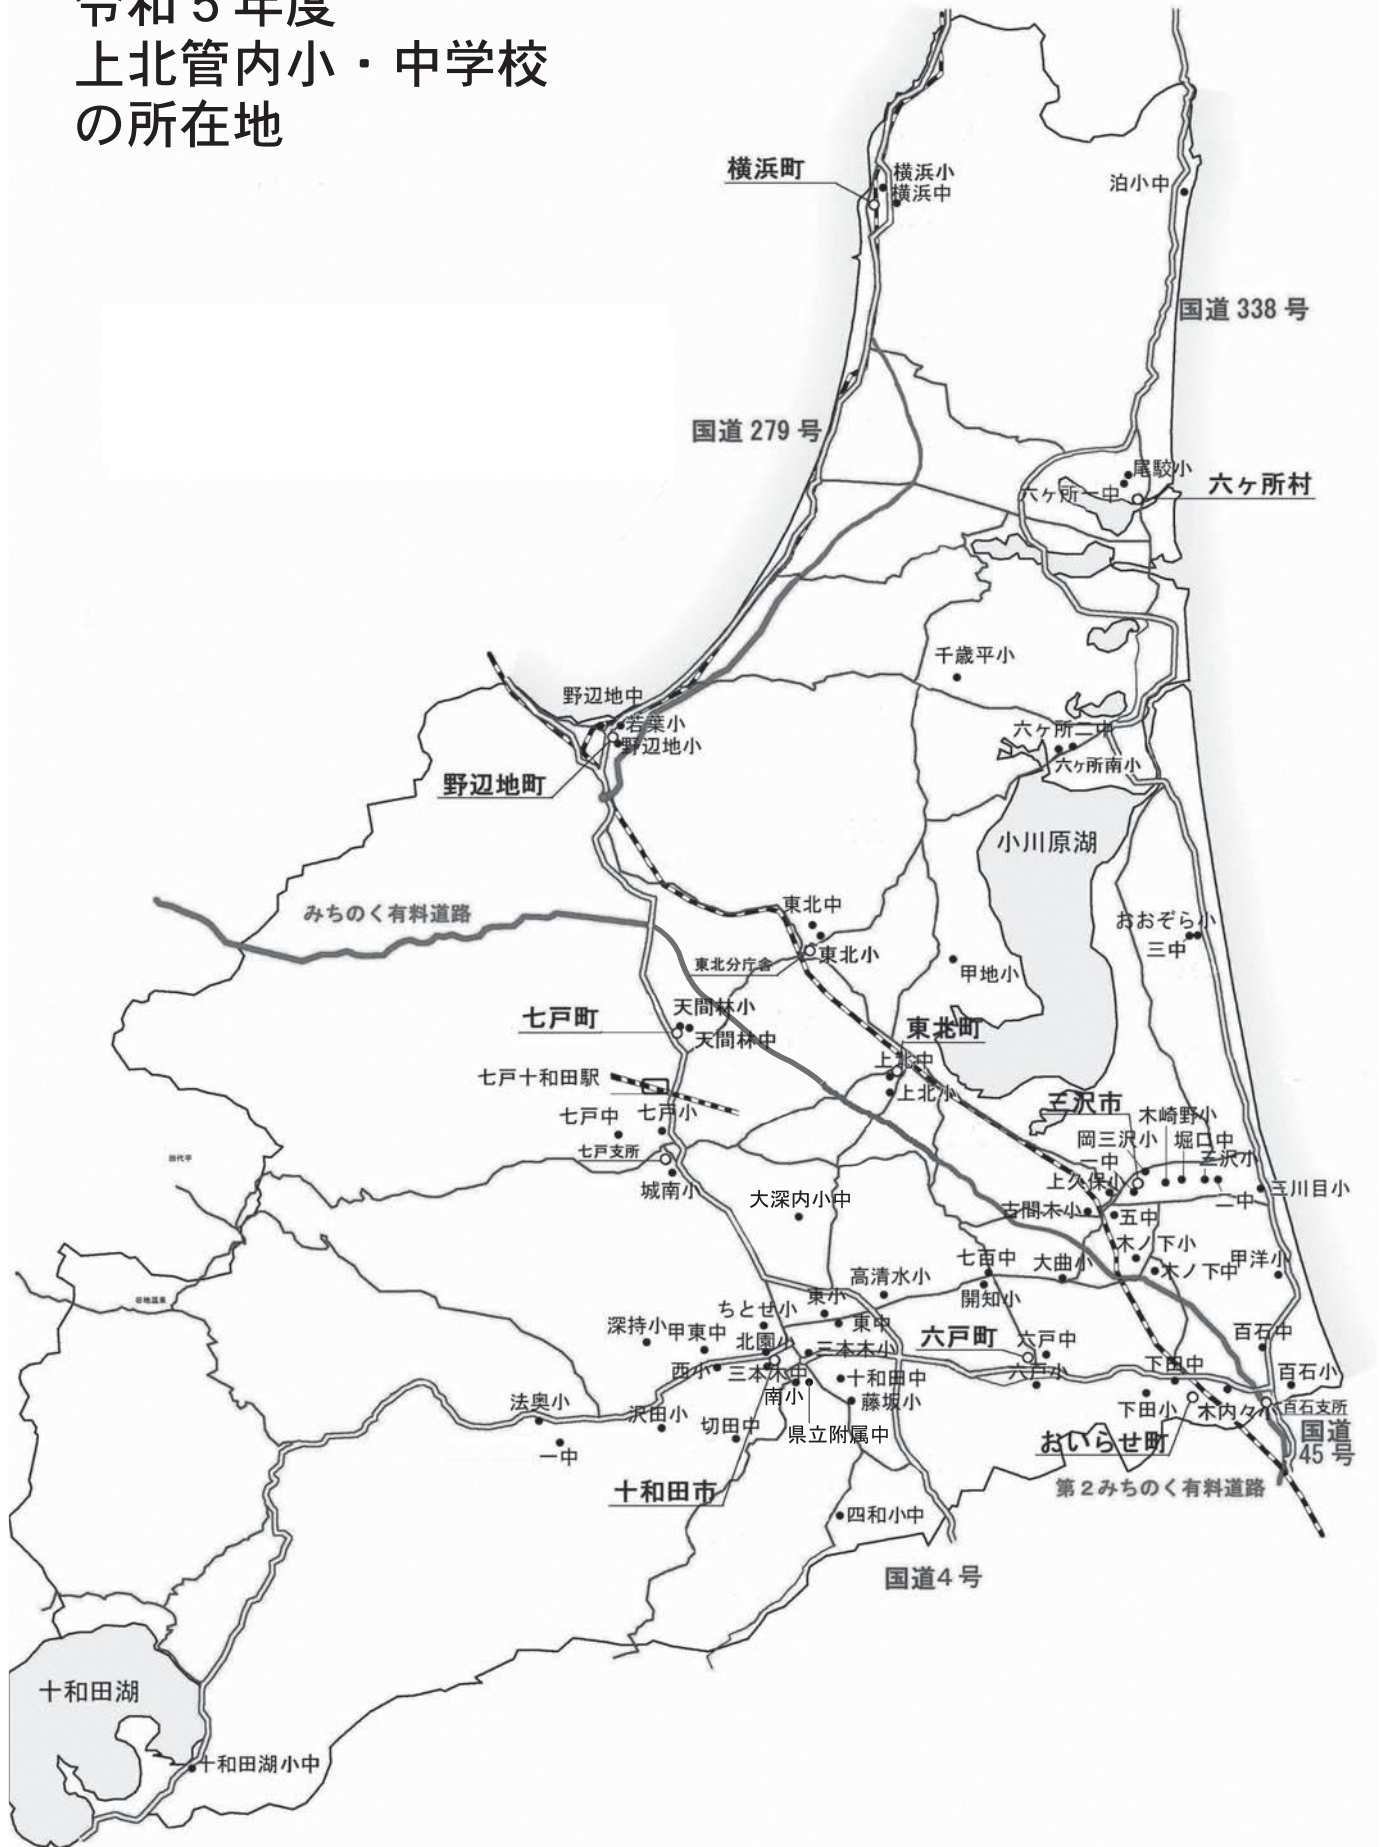 令和5年度
上北管内小・中学校
の所在地
横浜町
横浜小
横浜中
泊小中
国道338号
国道279号
尾駮小
六ヶ所一中
六ヶ所村
千歳平小
野辺地中
若葉小
野辺地小
野辺地町
六ヶ所二中
六ヶ所南小
小川原湖
みちのく有料道路
東北中
東北小
東北分庁舎
甲地小
おおぞら小
三中
七戸町
天間林小
天間林中
東北町
上北中
上北小
七戸十和田駅
七戸中
七戸小
七戸支所
城南小
三沢市
木崎野小
岡三沢小
堀口中
一中
三沢小
上久保小
二中
三川目小
古間木小
五中
田代平
大深内小中
木ノ下小
木ノ下中
甲洋小
七百中
大曲小
高清水小
開知小
谷地温泉
ちとせ小
東小
東中
深持小
甲東中
北園小
三本木小
六戸町
六戸中
六戸小
百石中
西小
三本木中
南小
十和田中
藤坂小
下田中
百石小
法奥小
沢田小
切田中
県立附属中
下田小
木内々小
百石支所
一中
おいらせ町
国道
45号
十和田市
第2みちのく有料道路
四和小中
国道4号
十和田湖
十和田湖小中